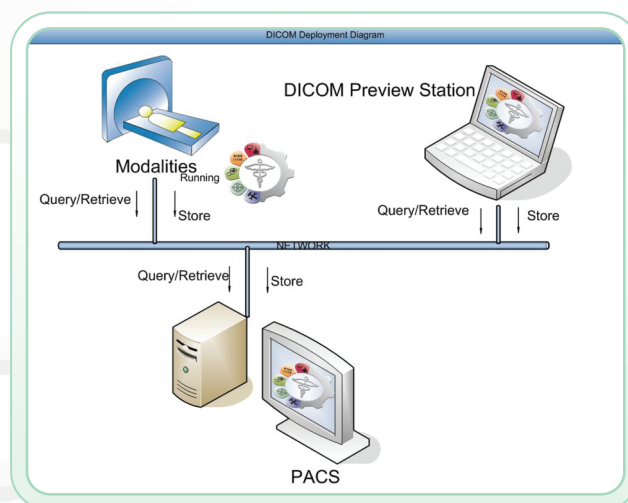 DICOM Deployment Diagram
DICOM Preview Station
Modalities
Running
Query/Retrieve
Store
Query/Retrieve
Store
NETWORK
Query/Retrieve
Store
PACS